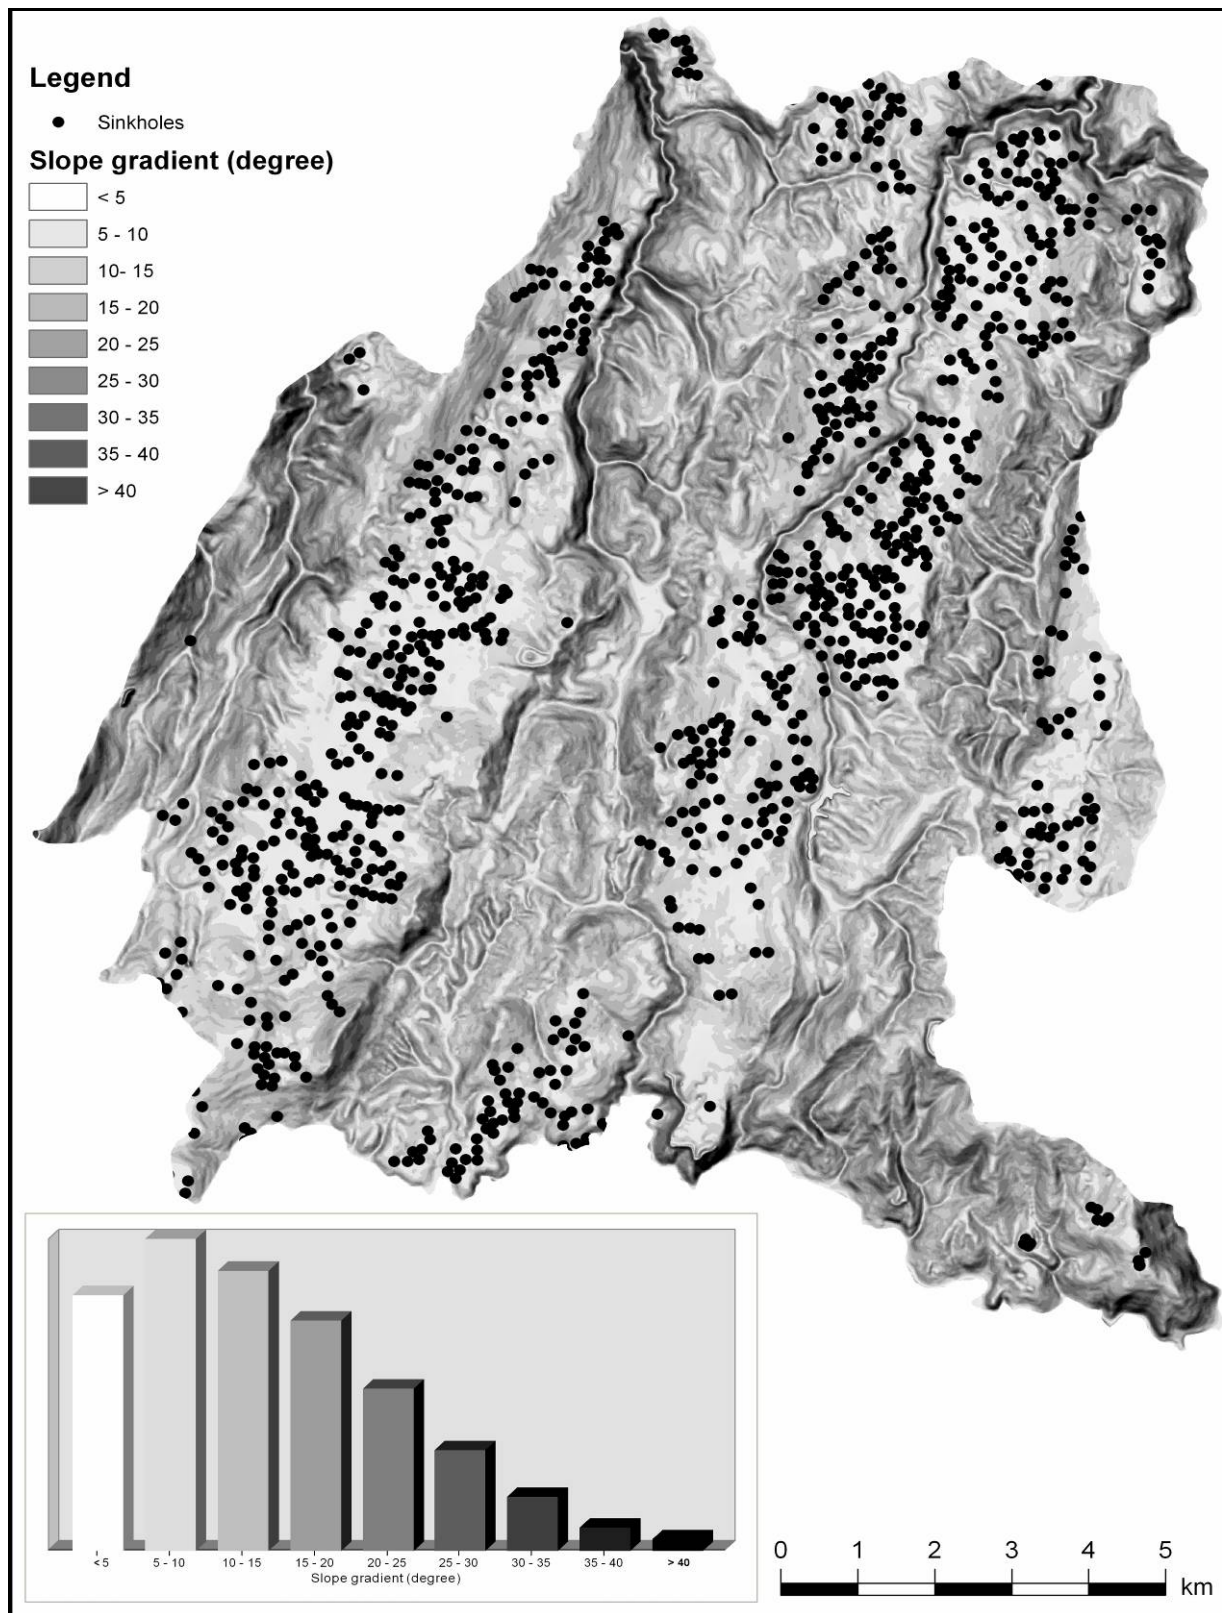 Legend
Sinkholes
Slope gradient (degree)
< 5
5 - 10
10- 15
15 - 20
20 - 25
25 - 30
30 - 35
35 - 40
> 40
< 5 5 - 10 10 - 15 15 - 20 20 - 25 25 - 30 30 - 35 35 - 40 > 40
Slope gradient (degree)
0 1 2 3 4 5
km